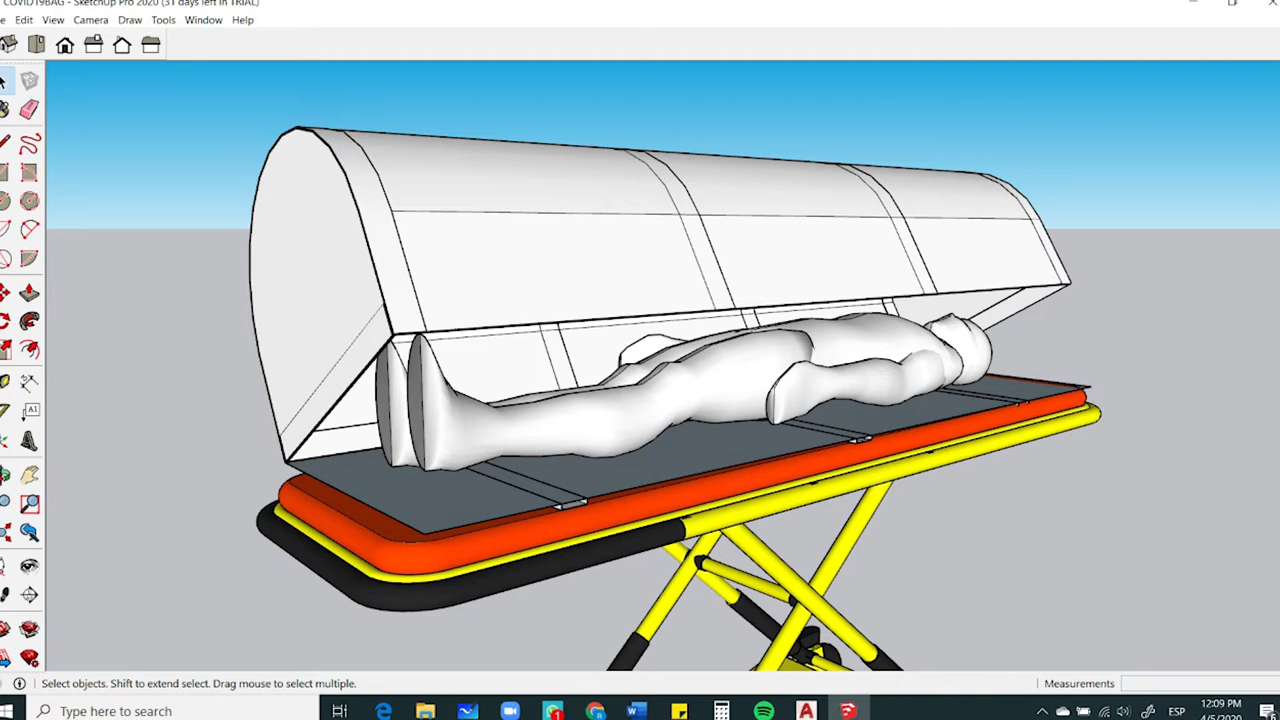 COVID19BAG - SketchUp Pro 2020 (31 days left in TRIAL)
Edit View Camera Draw Tools Window Help
A1
Select objects. Shift to extend select. Drag mouse to select multiple.
Measurements
Type here to search
ESP
12:09 PM
4/5/2020